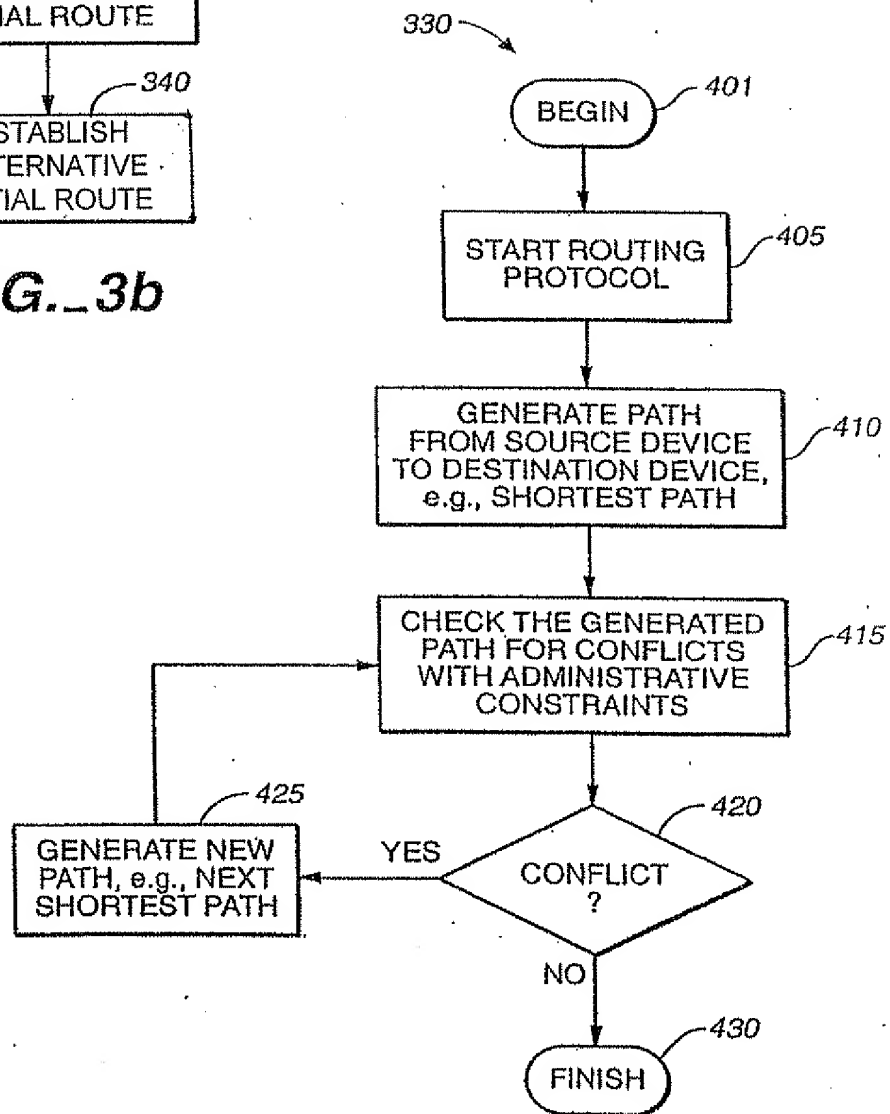 IAL ROUTE
340
STABLISH
TERNATIVE
TIAL ROUTE
G._3b
330
BEGIN
401
START ROUTING
PROTOCOL
405
GENERATE PATH
FROM SOURCE DEVICE
TO DESTINATION DEVICE,
e.g., SHORTEST PATH
410
CHECK THE GENERATED
PATH FOR CONFLICTS
WITH ADMINISTRATIVE
CONSTRAINTS
415
425
GENERATE NEW
PATH, e.g., NEXT
SHORTEST PATH
YES
420
CONFLICT
?
NO
430
FINISH